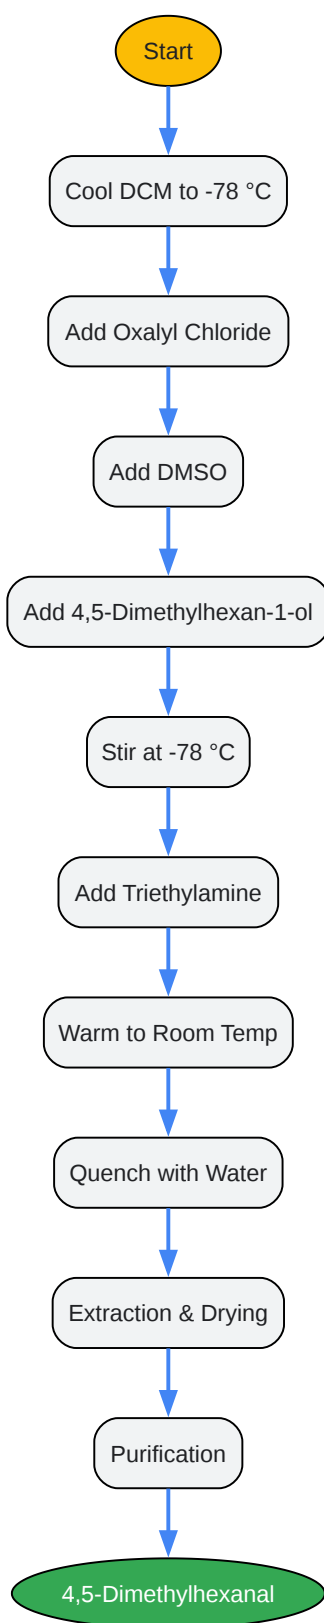 Start
Cool DCM to -78 °C
Add Oxalyl Chloride
Add DMSO
Add 4,5-Dimethylhexan-1-ol
Stir at -78 °C
Add Triethylamine
Warm to Room Temp
Quench with Water
Extraction & Drying
Purification
4,5-Dimethylhexanal